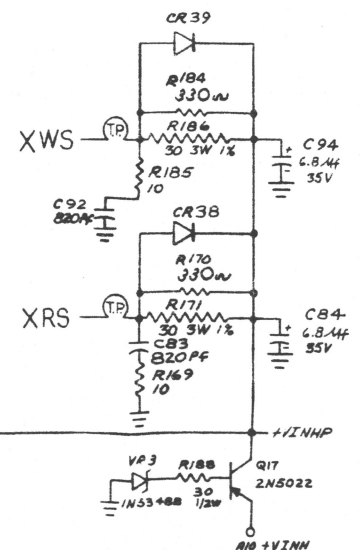 CR39
R184
330Ω
XWS
T.P.
R186
30 3W 1%
+
C94
6.8μf
35V
R185
10
C92
820Pf
CR38
R170
330Ω
XRS
T.P.
R171
30 3W 1%
+
C84
6.8μf
35V
C83
820Pf
R169
10
+VINHP
VR3
R188
Q17
2N5022
1N5348B
30
1/2W
A10 +VINH